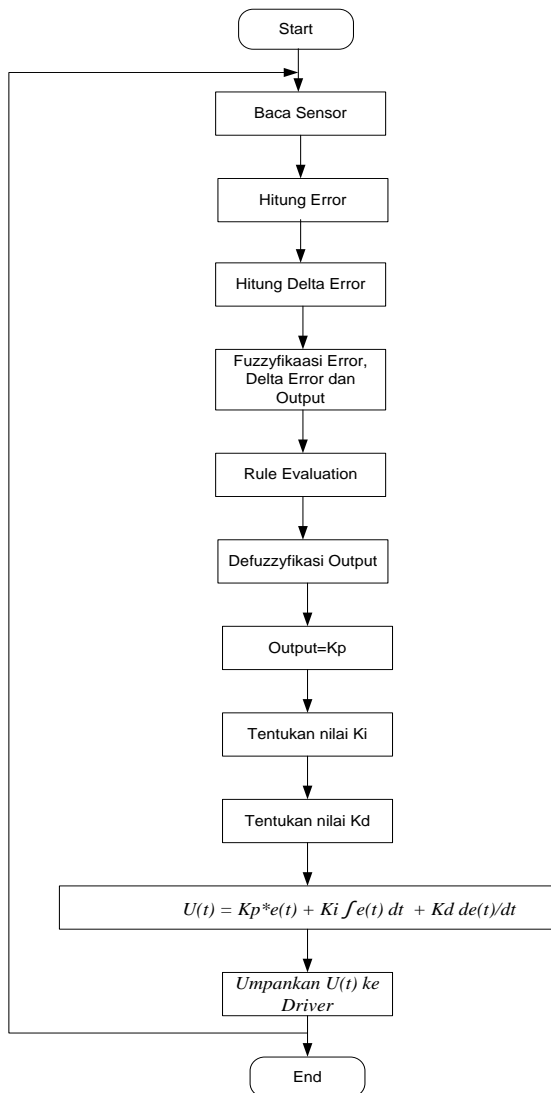 Start
Baca Sensor
Hitung Error
Hitung Delta Error
Fuzzyfikaasi Error,
Delta Error dan
Output
Rule Evaluation
Defuzzyfikasi Output
Output=Kp
Tentukan nilai Ki
Tentukan nilai Kd
U(t) = Kp*e(t) + Ki ∫ e(t) dt + Kd de(t)/dt
Umpankan U(t) ke
Driver
End